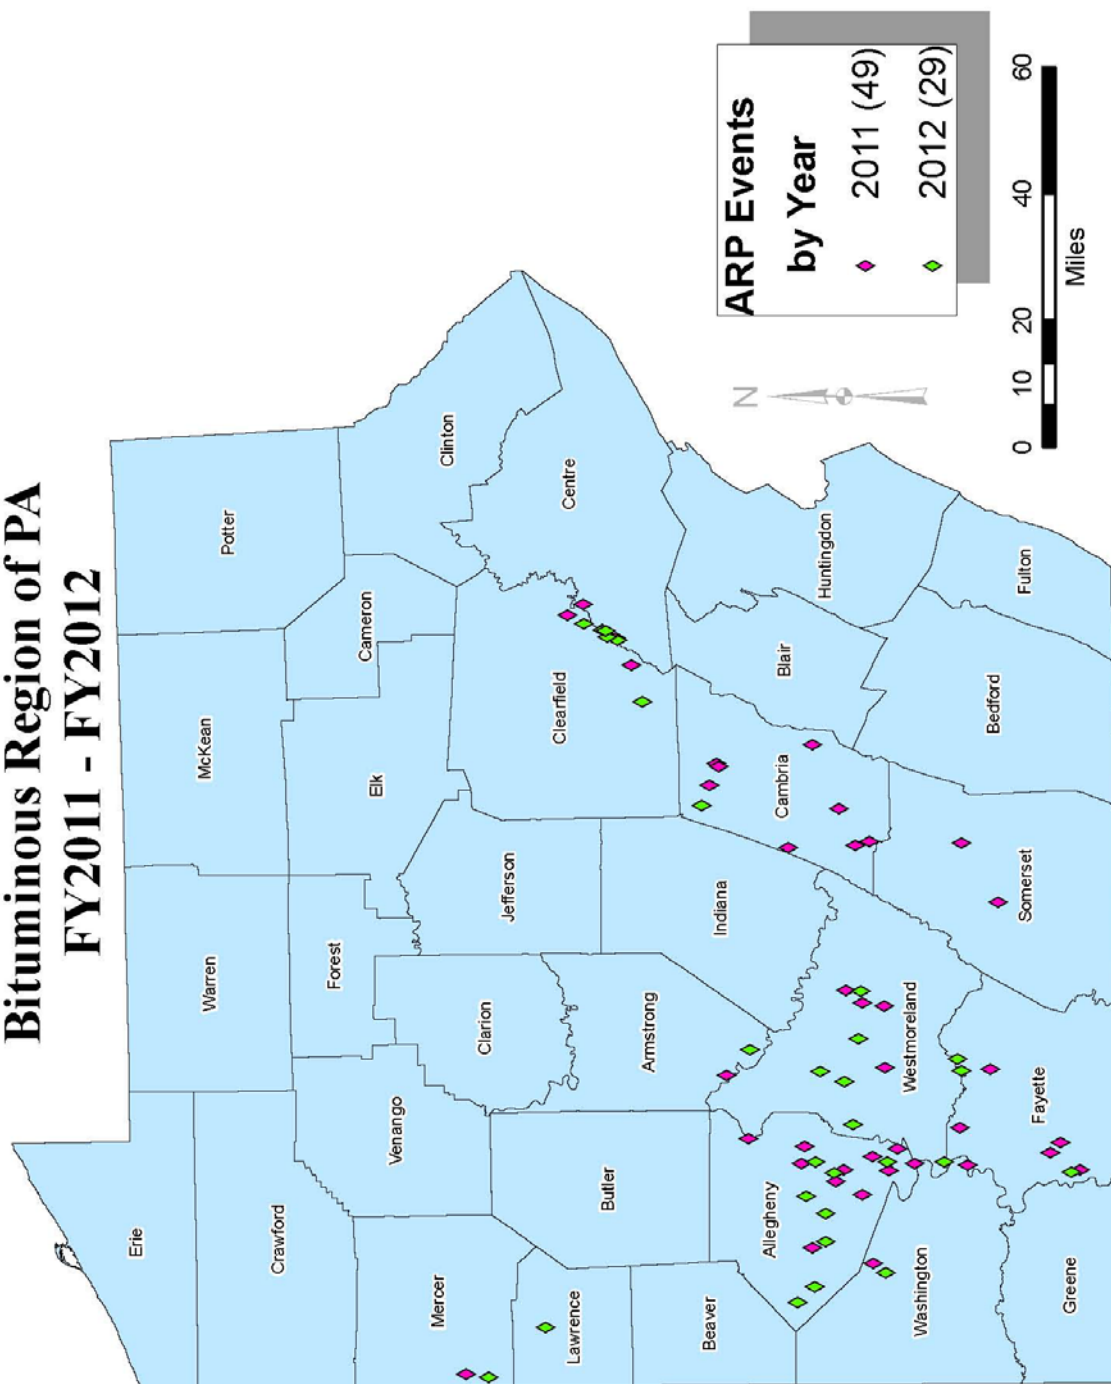 Bituminous Region of PA
FY2011 - FY2012
Erie
Warren
McKean
Potter
Crawford
Forest
Cameron
Venango
Elk
Clinton
Mercer
Clarion
Jefferson
Clearfield
Centre
Lawrence
Butler
Armstrong
Indiana
Beaver
Allegheny
Cambria
Blair
Huntingdon
Washington
Westmoreland
Somerset
Bedford
Fulton
Greene
Fayette
N
ARP Events
by Year
2011 (49)
2012 (29)
0 10 20 40 60
Miles